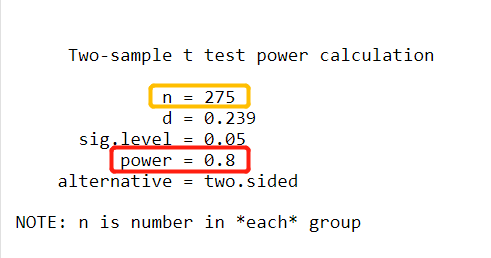 Two-sample t test power calculation
n = 275
d = 0.239
sig.level = 0.05
power = 0.8
alternative = two.sided
NOTE: n is number in *each* group